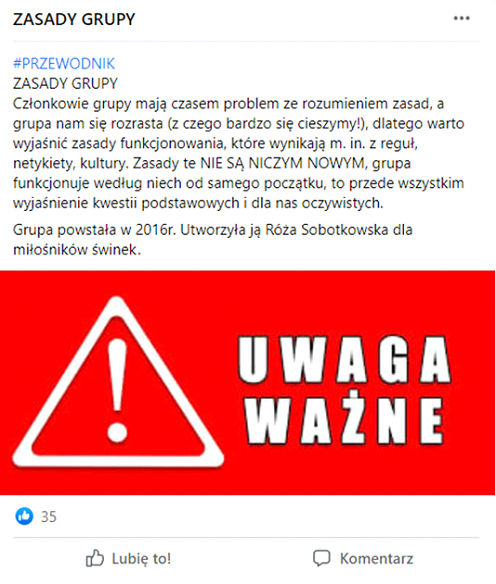 ZASADY GRUPY
#PRZEWODNIK
ZASADY GRUPY
Członkowie grupy mają czasem problem ze rozumieniem zasad, a
grupa nam się rozrasta (z czego bardzo się cieszymy!), dlatego warto
wyjaśnić zasady funkcjonowania, które wynikają m. in. z reguł,
netykiety, kultury. Zasady te NIE SĄ NICZYM NOWYM, grupa
funkcjonuje według niech od samego początku, to przede wszystkim
wyjaśnienie kwestii podstawowych i dla nas oczywistych.
Grupa powstała w 2016r. Utworzyła ją Róża Sobotkowska dla
miłośników świnek.
UWAGA
WAŻNE
35
Lubię to!
Komentarz